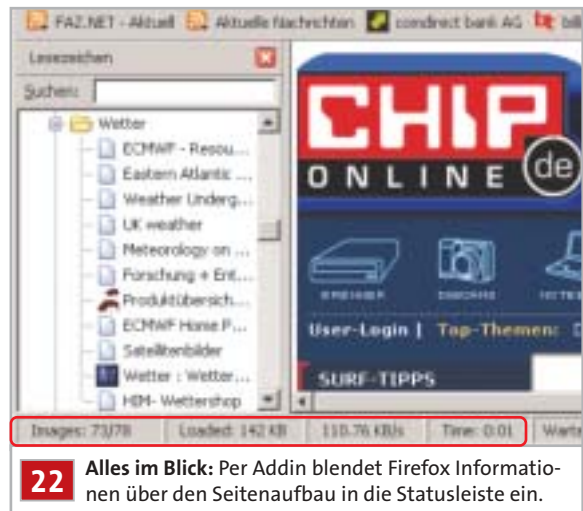 FAZ.NET - Aktuell Aktuelle Nachrichten comdirect bank AG
Lesezeichen
Suchen:
Wetter
ECMWF - Resou...
Eastern Atlantic ...
Weather Underg...
UK weather
Meteorology on ...
Forschung + Ent...
Produktübersich...
ECMWF Home P...
Satellitenbilder
Wetter : Wetter...
HIM- Wettershop
CHIP
ONLINE de
BRENNER DIGICAMS
User-Login | Top-Themen:
SURF-TIPPS
Images: 73/78 Loaded: 142 KB 110.76 KB/s Time: 0:01
22 Alles im Blick: Per Addin blendet Firefox Informatio-
nen über den Seitenaufbau in die Statusleiste ein.